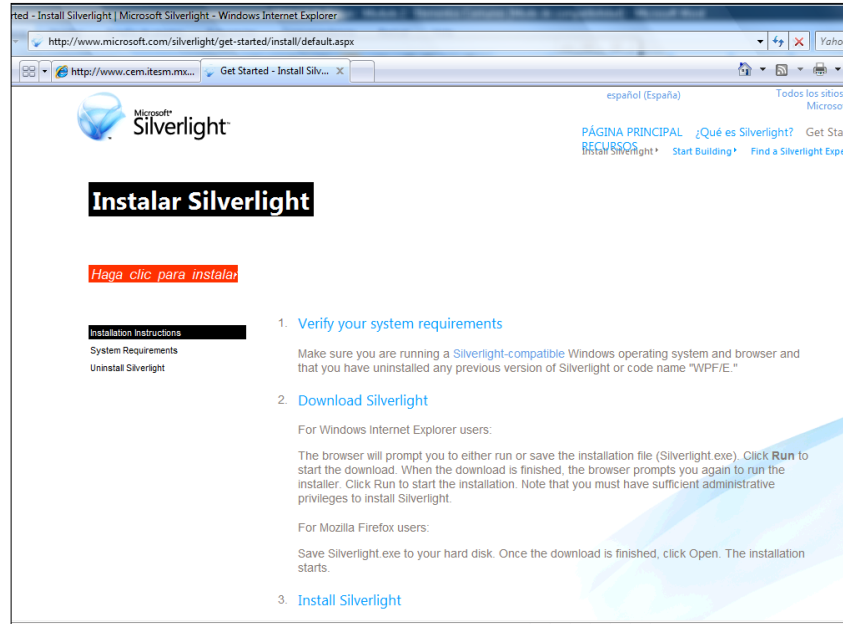 rted - Install Silverlight | Microsoft Silverlight - Windows Internet Explorer
http://www.microsoft.com/silverlight/get-started/install/default.aspx
Yaho
http://www.cem.itesm.mx... Get Started - Install Silv... X
español (España) Todos los sitios
Microso
Microsoft®
Silverlight™
PÁGINA PRINCIPAL ¿Qué es Silverlight? Get Sta
RECURSOS
Install Silverlight Start Building Find a Silverlight Expe
Instalar Silverlight
Haga clic para instalar
Installation Instructions
System Requirements
Uninstall Silverlight
1. Verify your system requirements
Make sure you are running a Silverlight-compatible Windows operating system and browser and
that you have uninstalled any previous version of Silverlight or code name "WPF/E."
2. Download Silverlight
For Windows Internet Explorer users:
The browser will prompt you to either run or save the installation file (Silverlight.exe). Click Run to
start the download. When the download is finished, the browser prompts you again to run the
installer. Click Run to start the installation. Note that you must have sufficient administrative
privileges to install Silverlight.
For Mozilla Firefox users:
Save Silverlight.exe to your hard disk. Once the download is finished, click Open. The installation
starts.
3. Install Silverlight